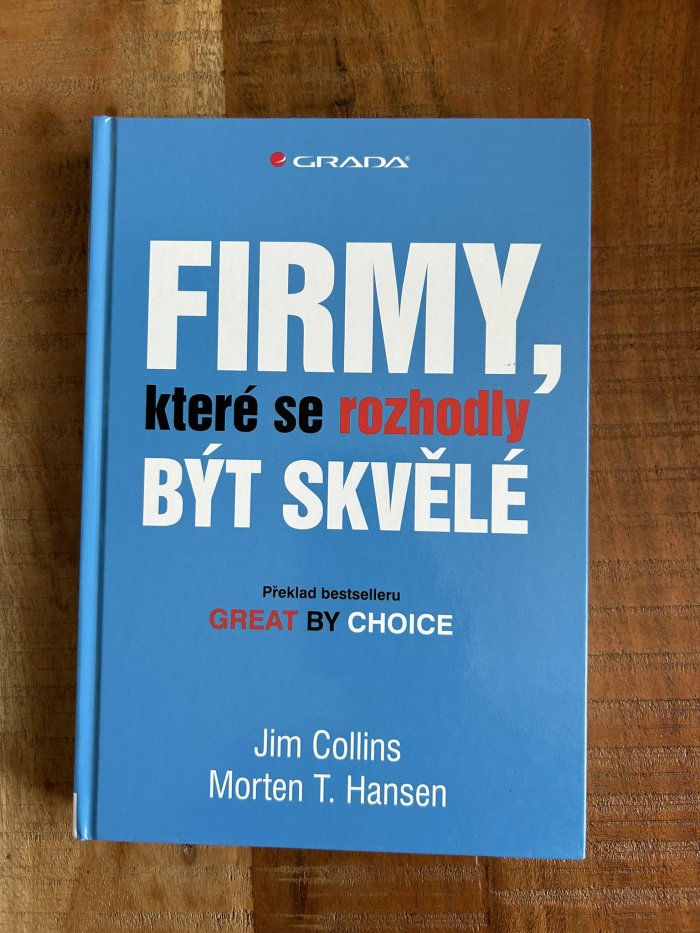 GRADA®
FIRMY,
které se rozhodly
BÝT SKVĚLÉ
Překlad bestselleru
GREAT BY CHOICE
Jim Collins
Morten T. Hansen